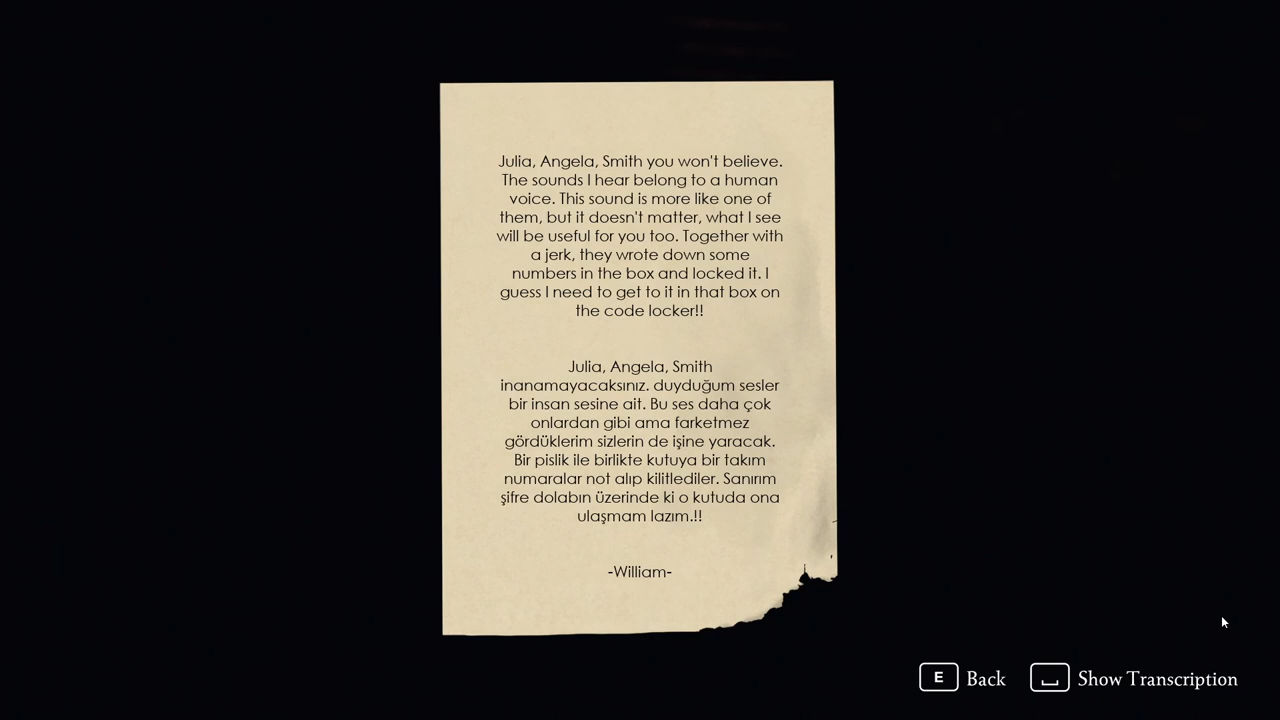 Julia, Angela, Smith you won't believe.
The sounds I hear belong to a human
voice. This sound is more like one of
them, but it doesn't matter, what I see
will be useful for you too. Together with
a jerk, they wrote down some
numbers in the box and locked it. I
guess I need to get to it in that box on
the code locker!!
Julia, Angela, Smith
inanamayacaksınız. duyduğum sesler
bir insan sesine ait. Bu ses daha çok
onlardan gibi ama farketmez
gördüklerim sizlerin de işine yaracak.
Bir pislik ile birlikte kutuya bir takım
numaralar not alıp kilitlediler. Sanırım
şifre dolabın üzerinde ki o kutuda ona
ulaşmam lazım.!!
-William-
E Back Show Transcription